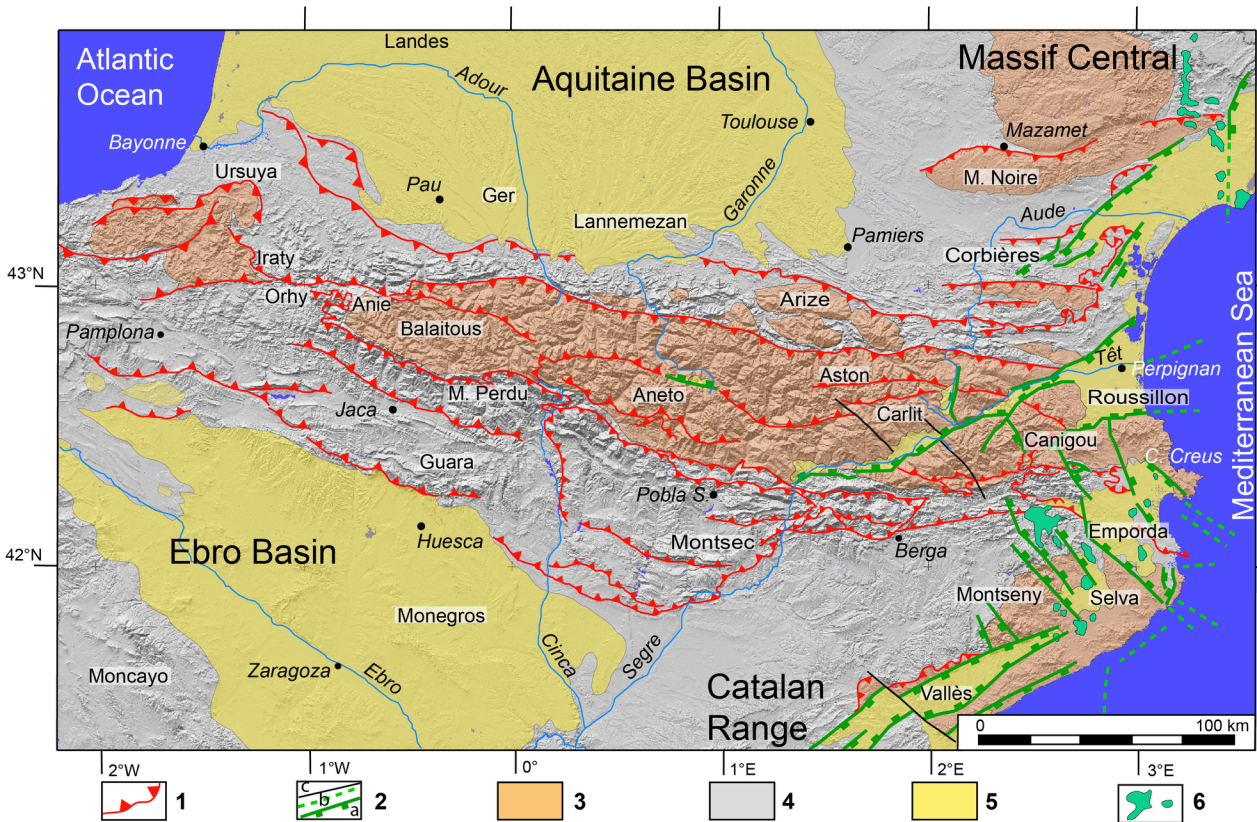 Landes
Atlantic
Ocean
Adour
Aquitaine Basin
Massif Central
Toulouse
Mazamet
Bayonne
Ursuya
M. Noire
Pau
Ger
Garonne
Lannemezan
Aude
Pamiers
Corbières
43°N
Iraty
Orhy
Anie
Arize
Balaitous
Pamplona
Mediterranean Sea
Têt
Perpignan
Aston
M. Perdu
Aneto
Roussillon
Jaca
Carlit
Canigou
Guara
C. Creus
Pobla S.
Huesca
Montsec
Berga
Emporda
42°N
Ebro Basin
Monegros
Montseny
Selva
Cinca
Segre
Zaragoza
Ebro
Moncayo
Catalan
Range
Vallès
0 100 km
2°W 1°W 0° 1°E 2°E 3°E
1 c b a 2 3 4 5 6